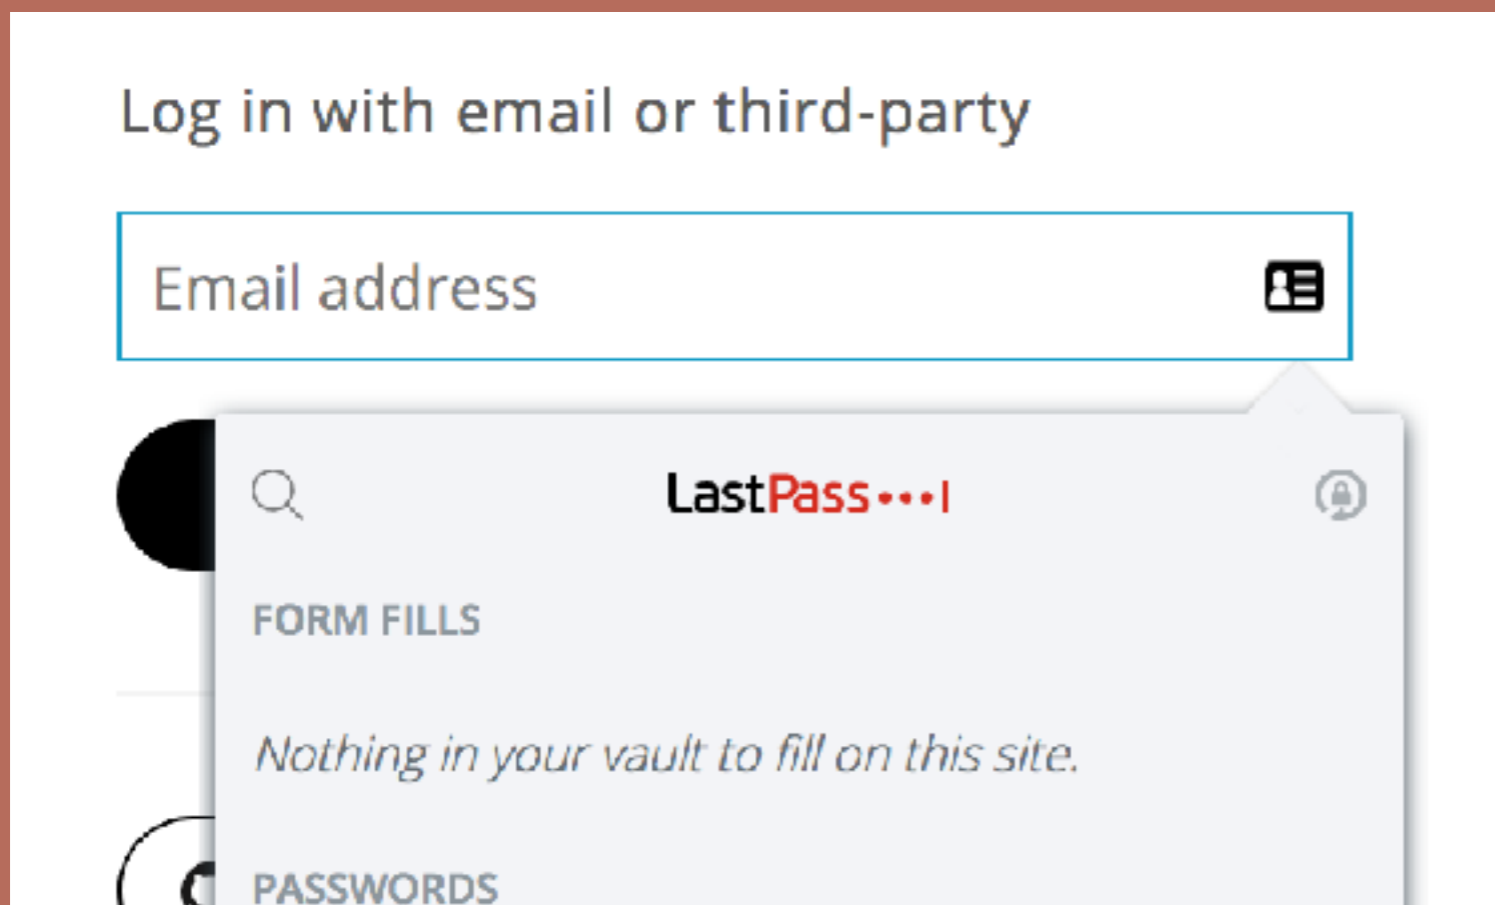 Log in with email or third-party
Email address
LastPass
FORM FILLS
Nothing in your vault to fill on this site.
PASSWORDS